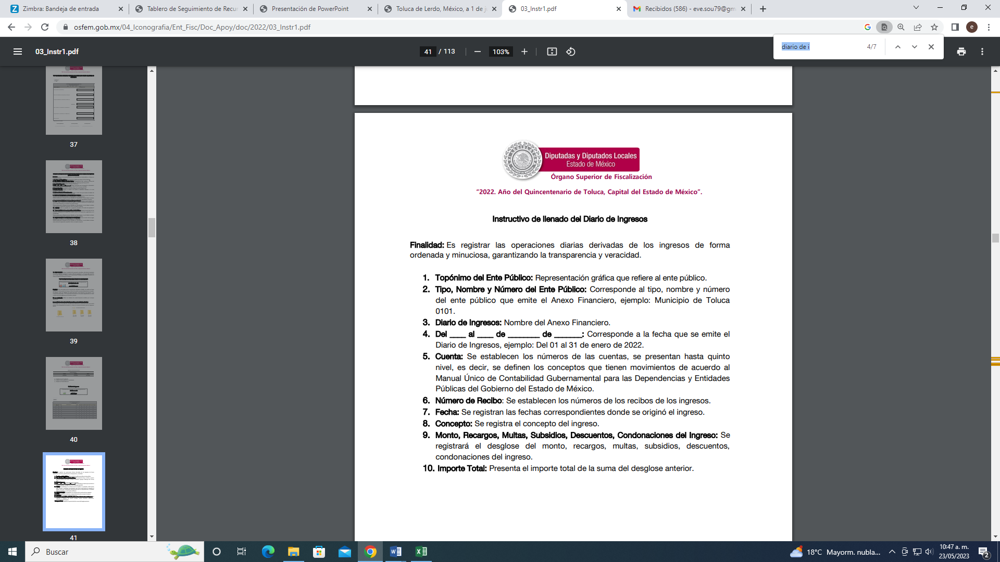 Zimbra: Bandeja de entrada
Tablero de Seguimiento de Recur
Presentación de PowerPoint
Toluca de Lerdo, México, a 1 de j
03_Instr1.pdf
Recibidos (586) - eve.sou79@gm
osfem.gob.mx/04_Iconografia/Ent_Fisc/Doc_Apoy/doc/2022/03_Instr1.pdf
e
03_Instr1.pdf
41 / 113
103%
diario de i
4/7
37
38
39
40
41
Diputadas y Diputados Locales
Estado de México
Órgano Superior de Fiscalización
"2022. Año del Quincentenario de Toluca, Capital del Estado de México".
Instructivo de llenado del Diario de Ingresos
Finalidad: Es registrar las operaciones diarias derivadas de los ingresos de forma
ordenada y minuciosa, garantizando la transparencia y veracidad.
1. Topónimo del Ente Público: Representación gráfica que refiere al ente público.
2. Tipo, Nombre y Número del Ente Público: Corresponde al tipo, nombre y número
del ente público que emite el Anexo Financiero, ejemplo: Municipio de Toluca
0101.
3. Diario de Ingresos: Nombre del Anexo Financiero.
4. Del ____ al ____ de ________ de _______: Corresponde a la fecha que se emite el
Diario de Ingresos, ejemplo: Del 01 al 31 de enero de 2022.
5. Cuenta: Se establecen los números de las cuentas, se presentan hasta quinto
nivel, es decir, se definen los conceptos que tienen movimientos de acuerdo al
Manual Único de Contabilidad Gubernamental para las Dependencias y Entidades
Públicas del Gobierno del Estado de México.
6. Número de Recibo: Se establecen los números de los recibos de los ingresos.
7. Fecha: Se registran las fechas correspondientes donde se originó el ingreso.
8. Concepto: Se registra el concepto del ingreso.
9. Monto, Recargos, Multas, Subsidios, Descuentos, Condonaciones del Ingreso: Se
registrará el desglose del monto, recargos, multas, subsidios, descuentos,
condonaciones del ingreso.
10. Importe Total: Presenta el importe total de la suma del desglose anterior.
Buscar
18°C Mayorm. nubla...
10:47 a. m.
23/05/2023
2